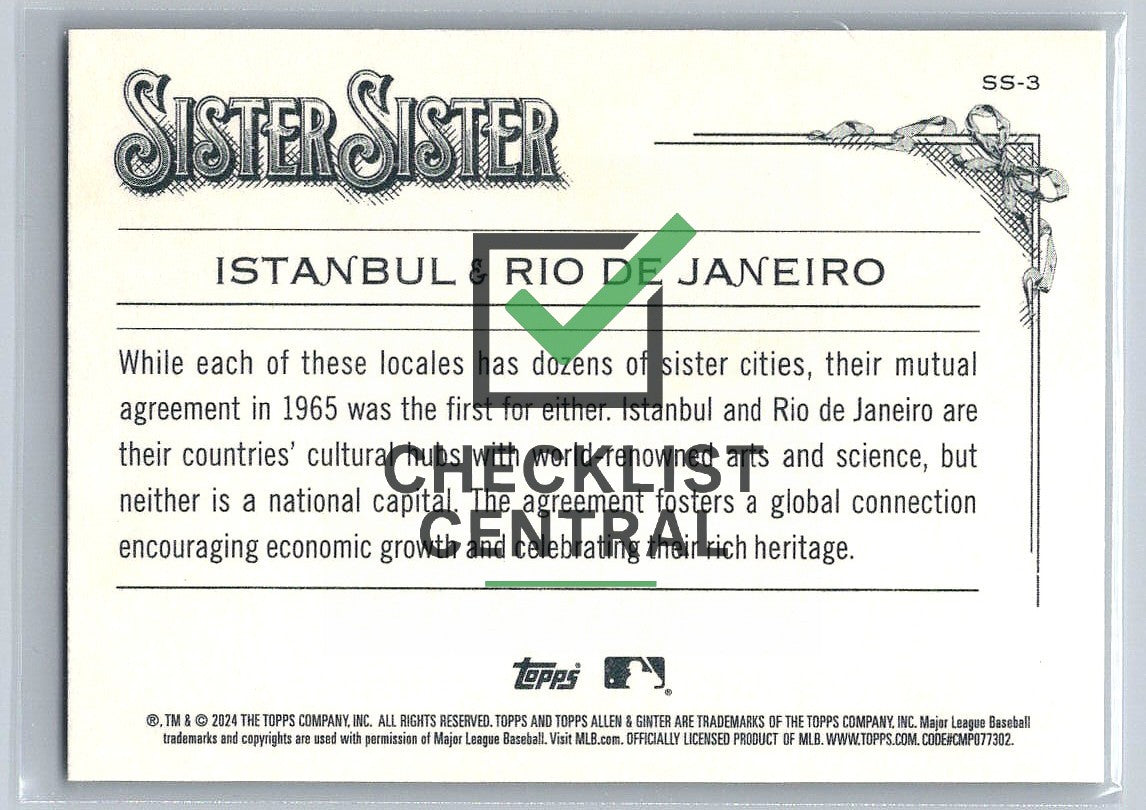 SISTER SISTER
SS-3
ISTANBUL & RIO DE JANEIRO
While each of these locales has dozens of sister cities, their mutual
agreement in 1965 was the first for either. Istanbul and Rio de Janeiro are
their countries' cultural hubs with world-renowned arts and science, but
neither is a national capital. The agreement fosters a global connection
encouraging economic growth and celebrating their rich heritage.
CHECKLIST
CENTRAL
topps®
®
®, TM & © 2024 THE TOPPS COMPANY, INC. ALL RIGHTS RESERVED. TOPPS AND TOPPS ALLEN & GINTER ARE TRADEMARKS OF THE TOPPS COMPANY, INC. Major League Baseball
trademarks and copyrights are used with permission of Major League Baseball. Visit MLB.com. OFFICIALLY LICENSED PRODUCT OF MLB. WWW.TOPPS.COM. CODE#CMP077302.